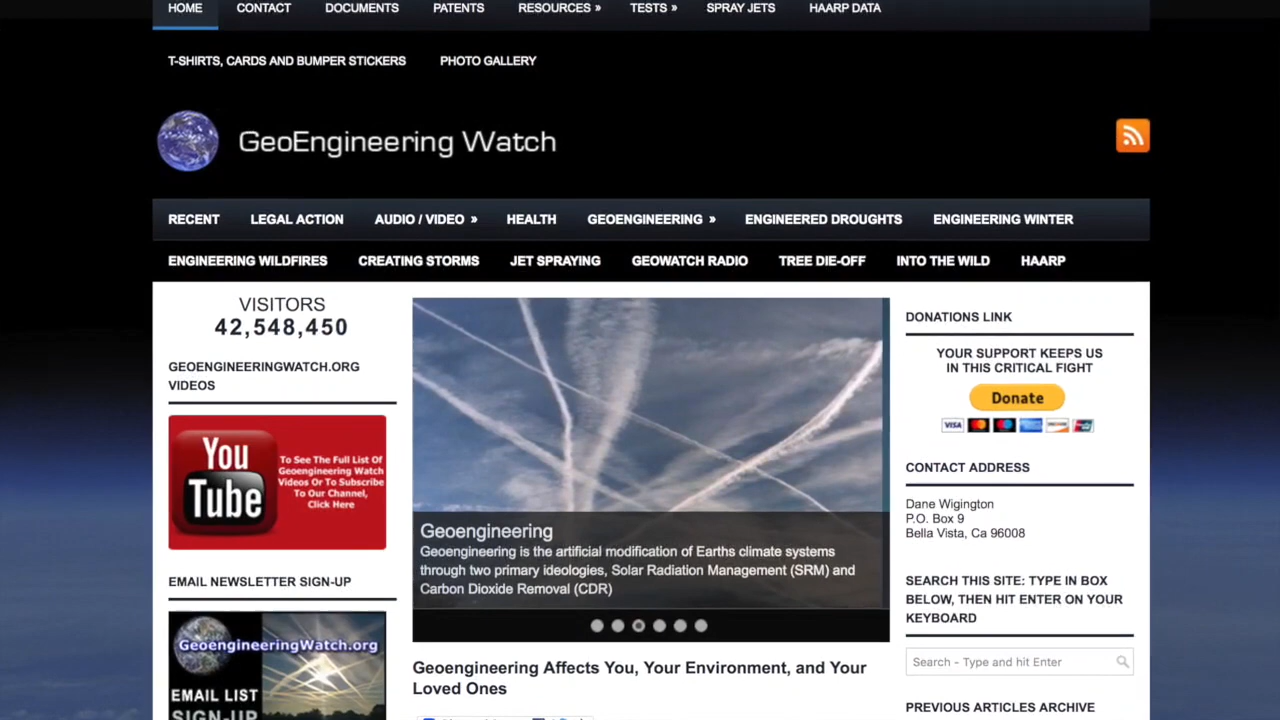 HOME CONTACT DOCUMENTS PATENTS RESOURCES » TESTS » SPRAY JETS HAARP DATA
T-SHIRTS, CARDS AND BUMPER STICKERS PHOTO GALLERY
GeoEngineering Watch
RECENT LEGAL ACTION AUDIO / VIDEO » HEALTH GEOENGINEERING » ENGINEERED DROUGHTS ENGINEERING WINTER
ENGINEERING WILDFIRES CREATING STORMS JET SPRAYING GEOWATCH RADIO TREE DIE-OFF INTO THE WILD HAARP
VISITORS
42,548,450
GEOENGINEERINGWATCH.ORG
VIDEOS
You
Tube
To See The Full List Of
Geoengineering Watch
Videos Or To Subscribe
To Our Channel,
Click Here
EMAIL NEWSLETTER SIGN-UP
GeoengineeringWatch.org
EMAIL LIST
SIGN-UP
Geoengineering
Geoengineering is the artificial modification of Earths climate systems
through two primary ideologies, Solar Radiation Management (SRM) and
Carbon Dioxide Removal (CDR)
Geoengineering Affects You, Your Environment, and Your
Loved Ones
DONATIONS LINK
YOUR SUPPORT KEEPS US
IN THIS CRITICAL FIGHT
Donate
VISA
CONTACT ADDRESS
Dane Wigington
P.O. Box 9
Bella Vista, Ca 96008
SEARCH THIS SITE: TYPE IN BOX
BELOW, THEN HIT ENTER ON YOUR
KEYBOARD
Search - Type and hit Enter
PREVIOUS ARTICLES ARCHIVE